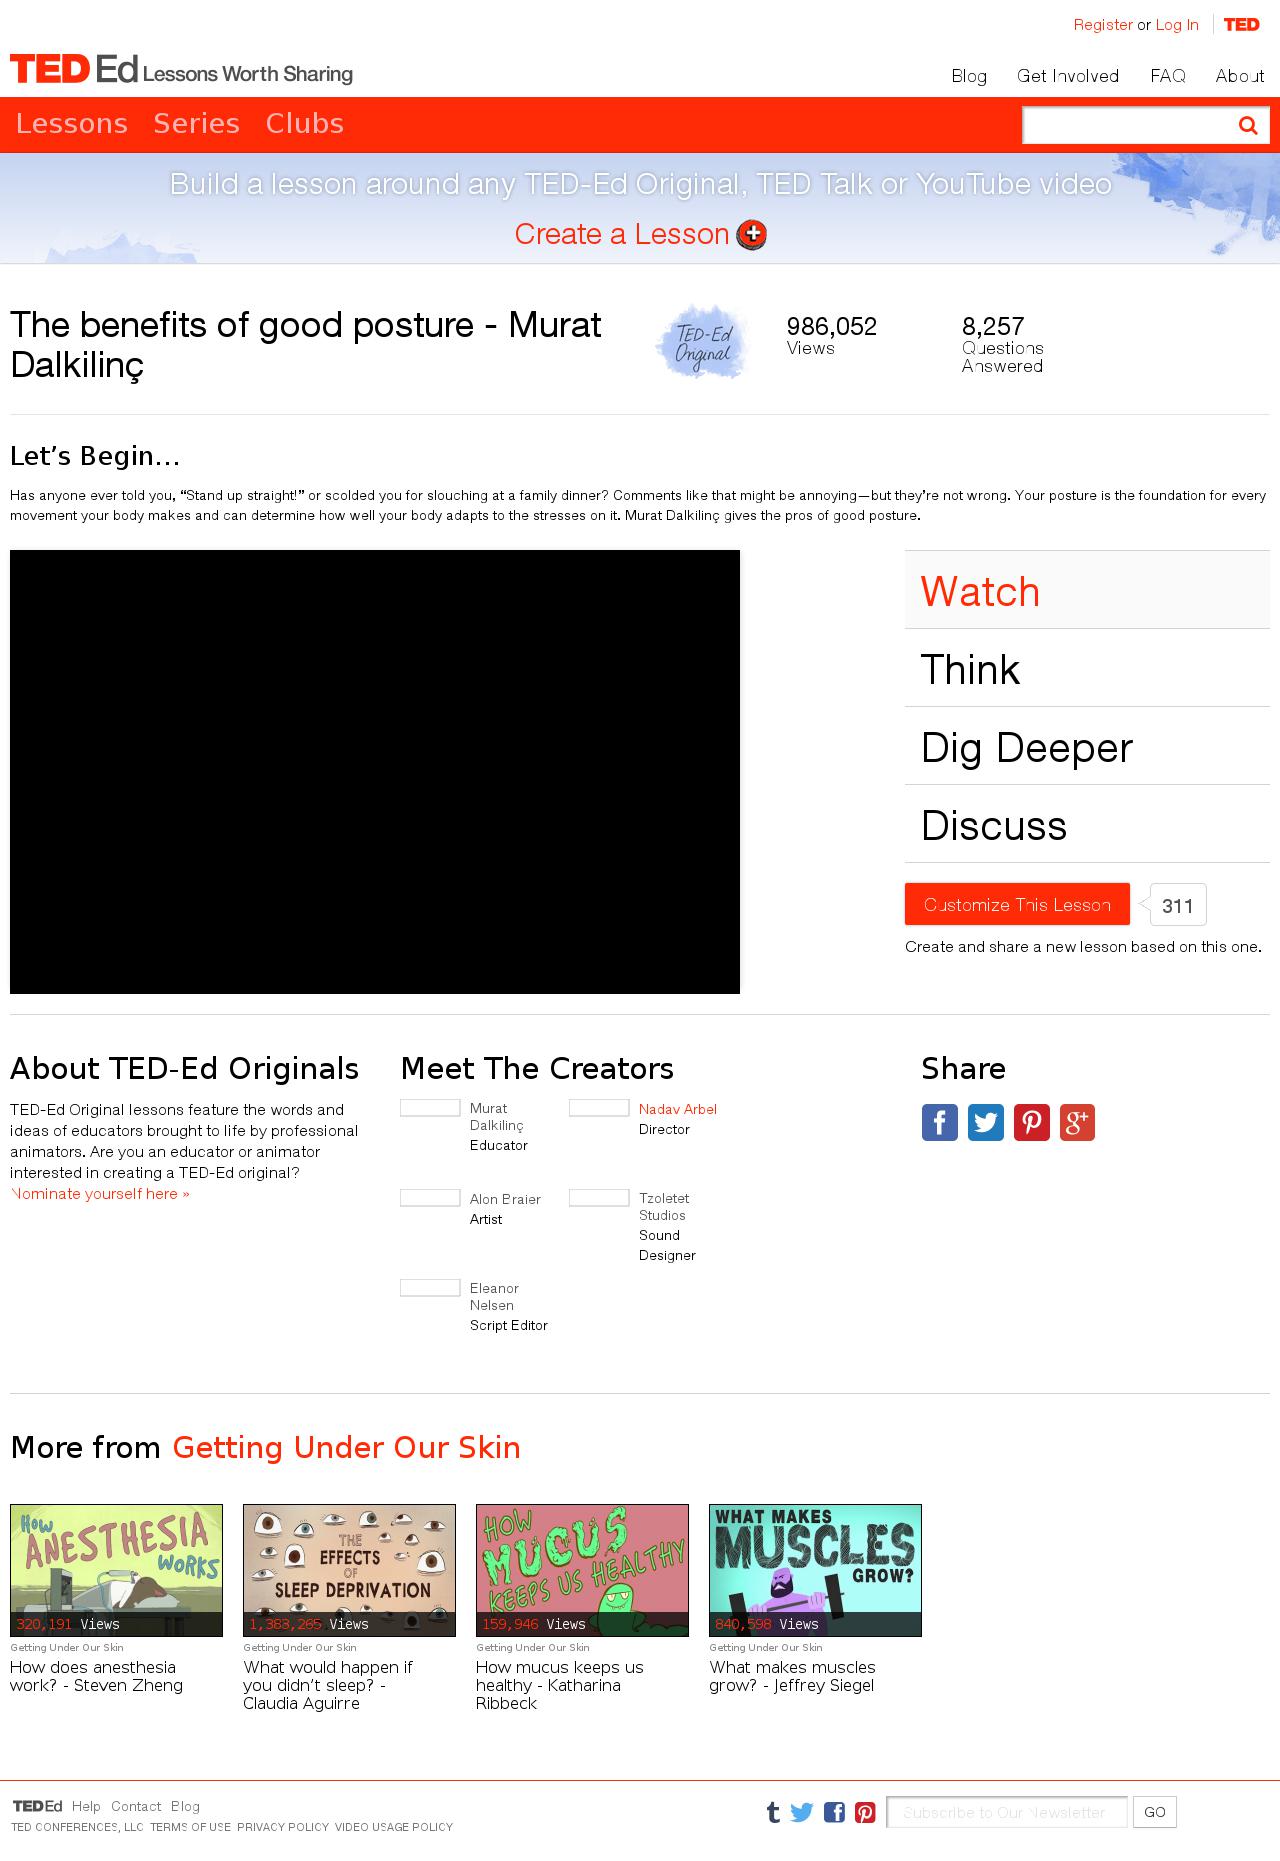 Register or Log In TED
TED Ed Lessons Worth Sharing
Blog Get Involved FAQ About
Lessons Series Clubs
Build a lesson around any TED-Ed Original, TED Talk or YouTube video
Create a Lesson
The benefits of good posture - Murat
Dalkilinç
TED-Ed
Original
986,052
Views
8,257
Questions
Answered
Let's Begin…
Has anyone ever told you, “Stand up straight!” or scolded you for slouching at a family dinner? Comments like that might be annoying—but they’re not wrong. Your posture is the foundation for every
movement your body makes and can determine how well your body adapts to the stresses on it. Murat Dalkilinç gives the pros of good posture.
Watch
Think
Dig Deeper
Discuss
Customize This Lesson 311
Create and share a new lesson based on this one.
About TED-Ed Originals
TED-Ed Original lessons feature the words and
ideas of educators brought to life by professional
animators. Are you an educator or animator
interested in creating a TED-Ed original?
Nominate yourself here »
Meet The Creators
Murat
Dalkilinç
Educator
Nadav Arbel
Director
Alon Braier
Artist
Tzoletet
Studios
Sound
Designer
Eleanor
Nelsen
Script Editor
Share
More from Getting Under Our Skin
HOW
ANESTHESIA
WORKS
320,191 Views
Getting Under Our Skin
How does anesthesia
work? - Steven Zheng
THE
EFFECTS
OF
SLEEP DEPRIVATION
1,383,265 Views
Getting Under Our Skin
What would happen if
you didn’t sleep? -
Claudia Aguirre
HOW
MUCUS
KEEPS US HEALTHY
159,946 Views
Getting Under Our Skin
How mucus keeps us
healthy - Katharina
Ribbeck
WHAT MAKES
MUSCLES
GROW?
840,598 Views
Getting Under Our Skin
What makes muscles
grow? - Jeffrey Siegel
TED Ed Help Contact Blog
TED CONFERENCES, LLC TERMS OF USE PRIVACY POLICY VIDEO USAGE POLICY
Subscribe to Our Newsletter GO